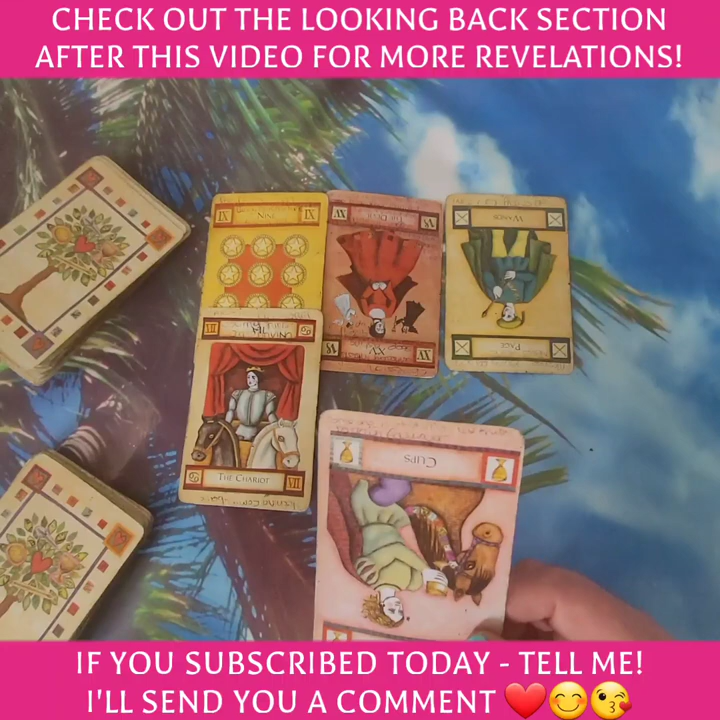 CHECK OUT THE LOOKING BACK SECTION
AFTER THIS VIDEO FOR MORE REVELATIONS!
IX NINE IX
XV
XV XV
WANDS
PAGE
VII
THE CHARIOT VII
CUPS
IF YOU SUBSCRIBED TODAY - TELL ME!
I'LL SEND YOU A COMMENT ❤️😊😘